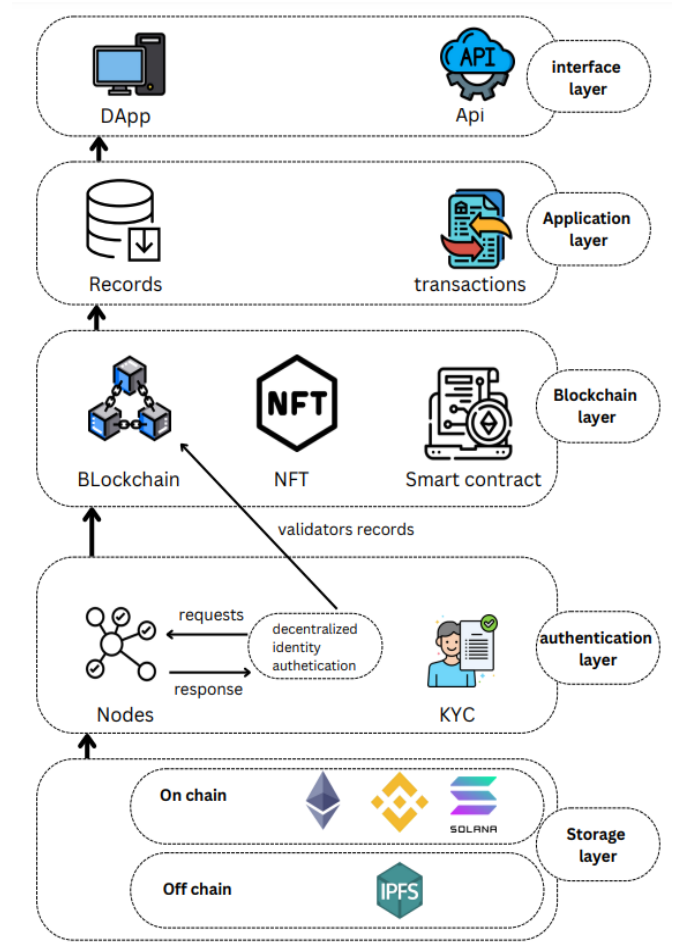 API
DApp
Api
interface
layer
Records
transactions
Application
layer
NFT
BLockchain
NFT
Smart contract
Blockchain
layer
validators records
requests
decentralized
identity
authetication
response
Nodes
KYC
authentication
layer
On chain
SOLANA
Off chain
IPFS
Storage
layer